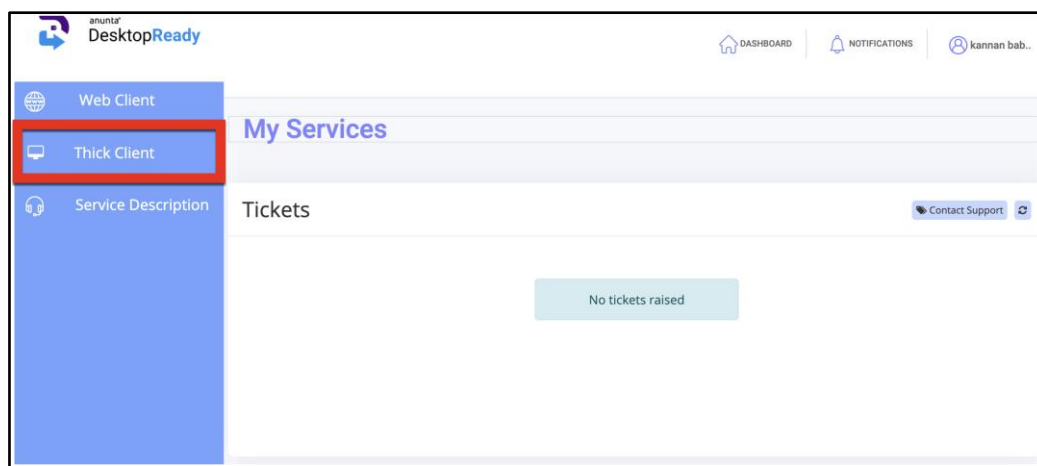 anunta
DesktopReady
DASHBOARD
NOTIFICATIONS
kannan bab..
Web Client
Thick Client
Service Description
My Services
Tickets
Contact Support
No tickets raised